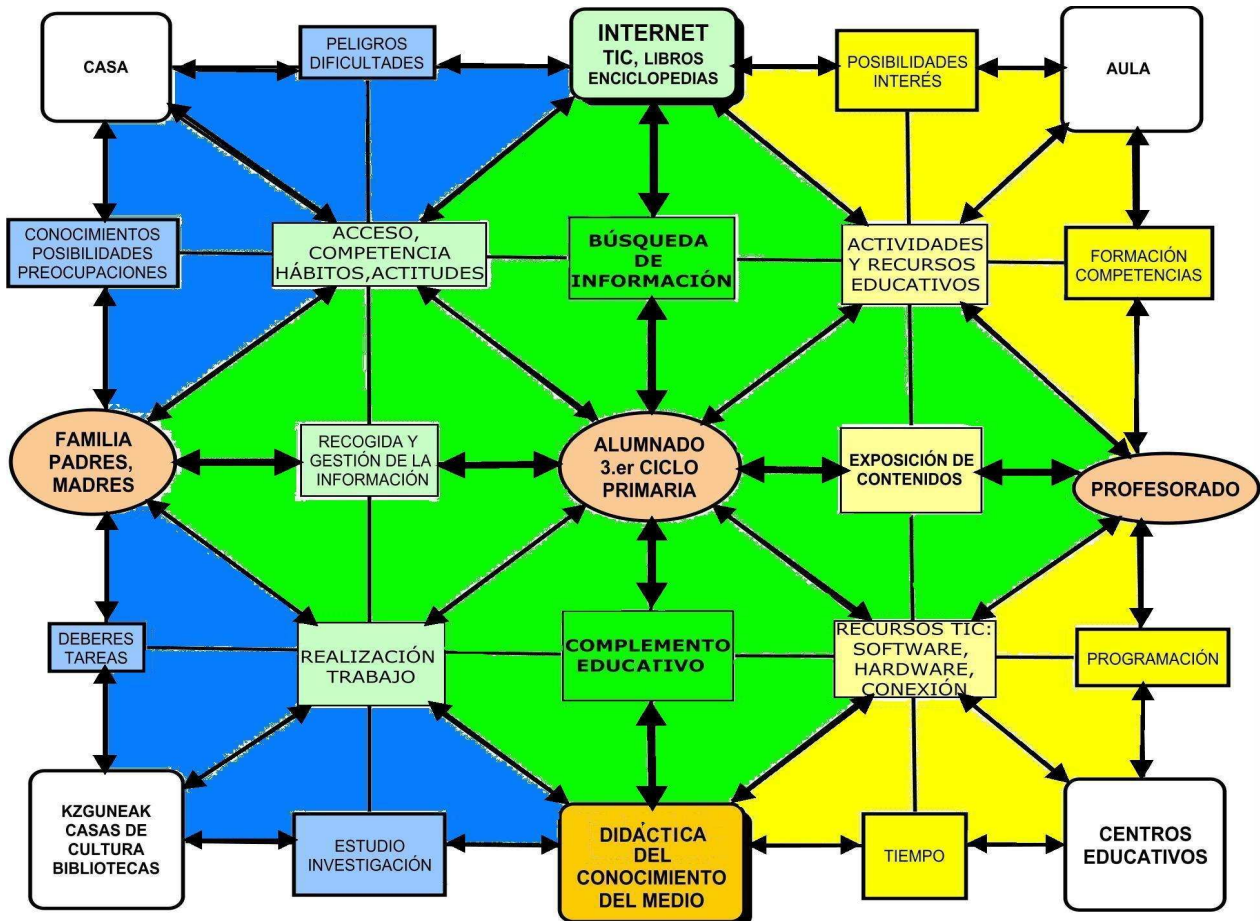 CASA
PELIGROS
DIFICULTADES
INTERNET
TIC, LIBROS
ENCICLOPEDIAS
POSIBILIDADES
INTERÉS
AULA
CONOCIMIENTOS
POSIBILIDADES
PREOCUPACIONES
ACCESO,
COMPETENCIA
HÁBITOS,ACTITUDES
BÚSQUEDA
DE
INFORMACIÓN
ACTIVIDADES
Y RECURSOS
EDUCATIVOS
FORMACIÓN
COMPETENCIAS
FAMILIA
PADRES,
MADRES
RECOGIDA Y
GESTIÓN DE LA
INFORMACIÓN
ALUMNADO
3.er CICLO
PRIMARIA
EXPOSICIÓN DE
CONTENIDOS
PROFESORADO
DEBERES
TAREAS
REALIZACIÓN
TRABAJO
COMPLEMENTO
EDUCATIVO
RECURSOS TIC:
SOFTWARE,
HARDWARE,
CONEXIÓN
PROGRAMACIÓN
KZGUNEAK
CASAS DE
CULTURA
BIBLIOTECAS
ESTUDIO
INVESTIGACIÓN
DIDÁCTICA
DEL
CONOCIMIENTO
DEL MEDIO
TIEMPO
CENTROS
EDUCATIVOS